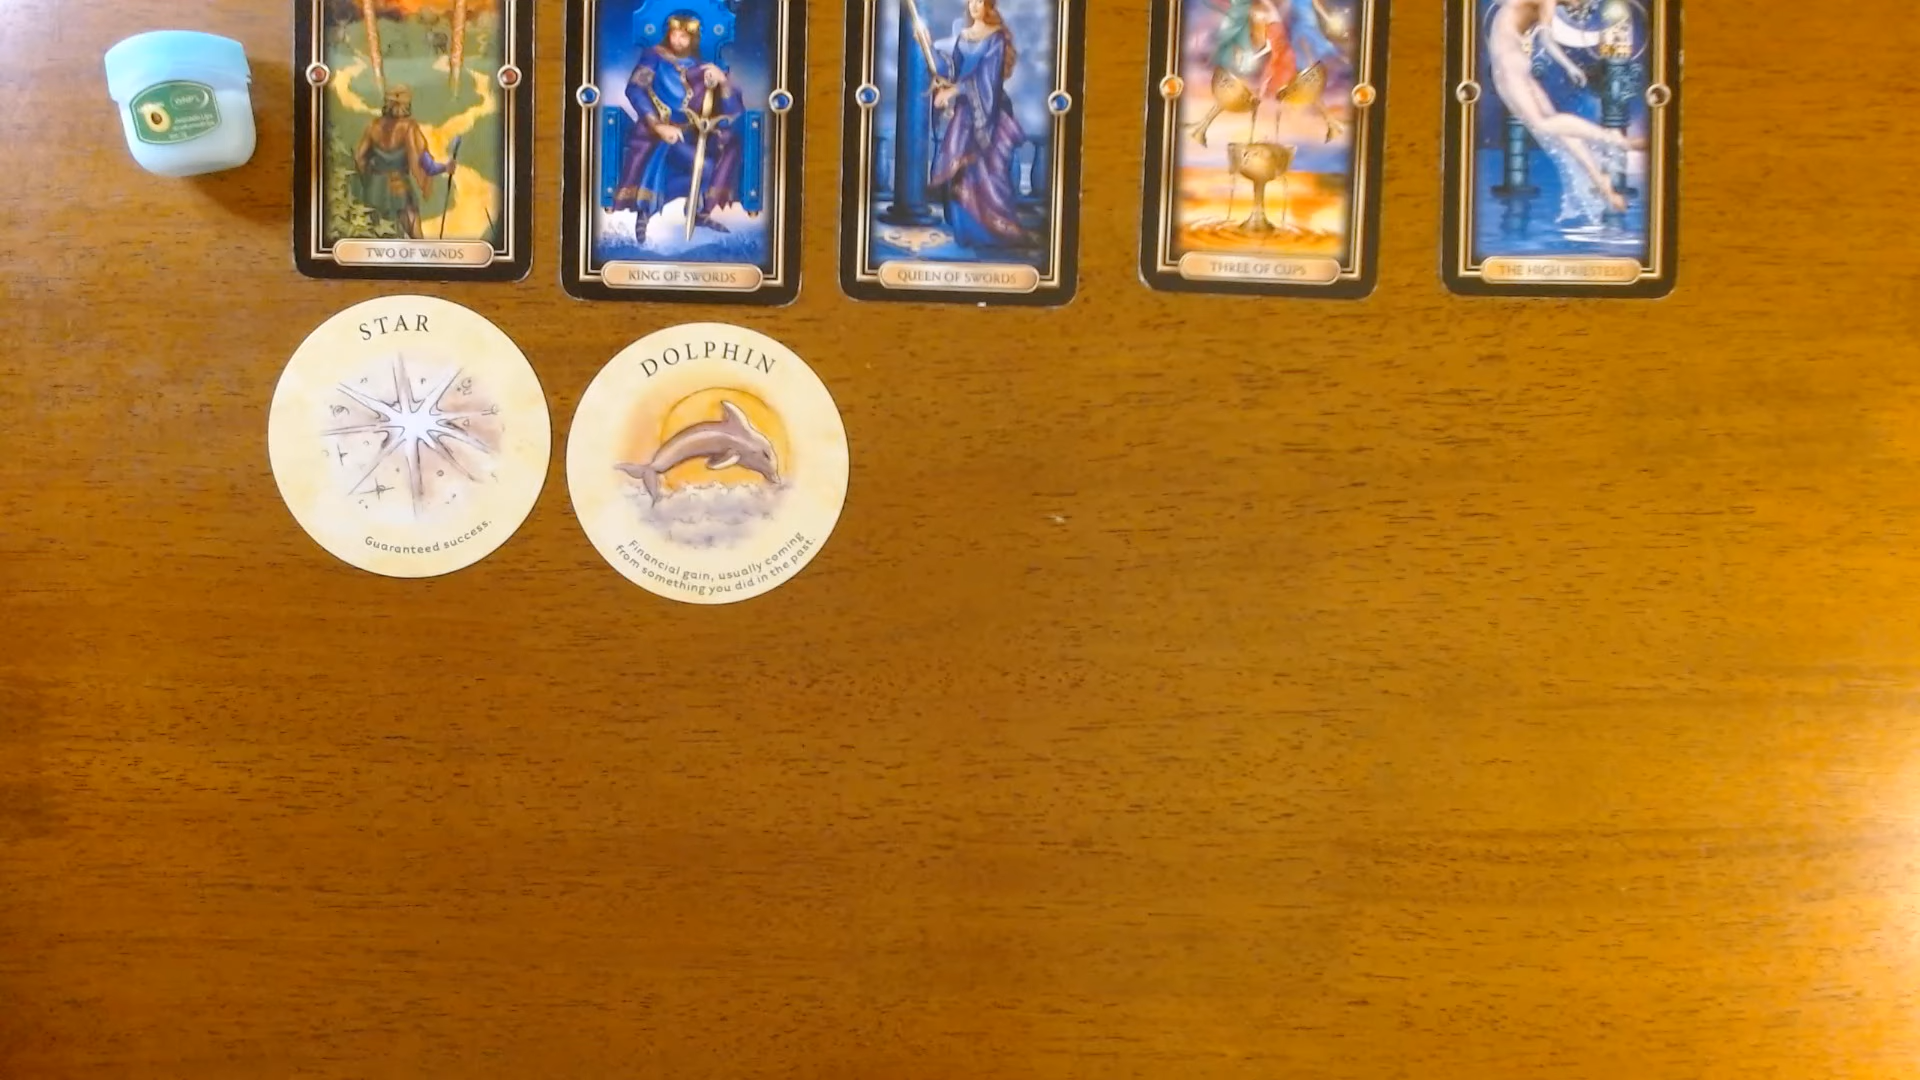 TWO OF WANDS
KING OF SWORDS
QUEEN OF SWORDS
THREE OF CUPS
THE HIGH PRIESTESS
STAR
Guaranteed success.
DOLPHIN
Financial gain, usually coming
from something you did in the past.